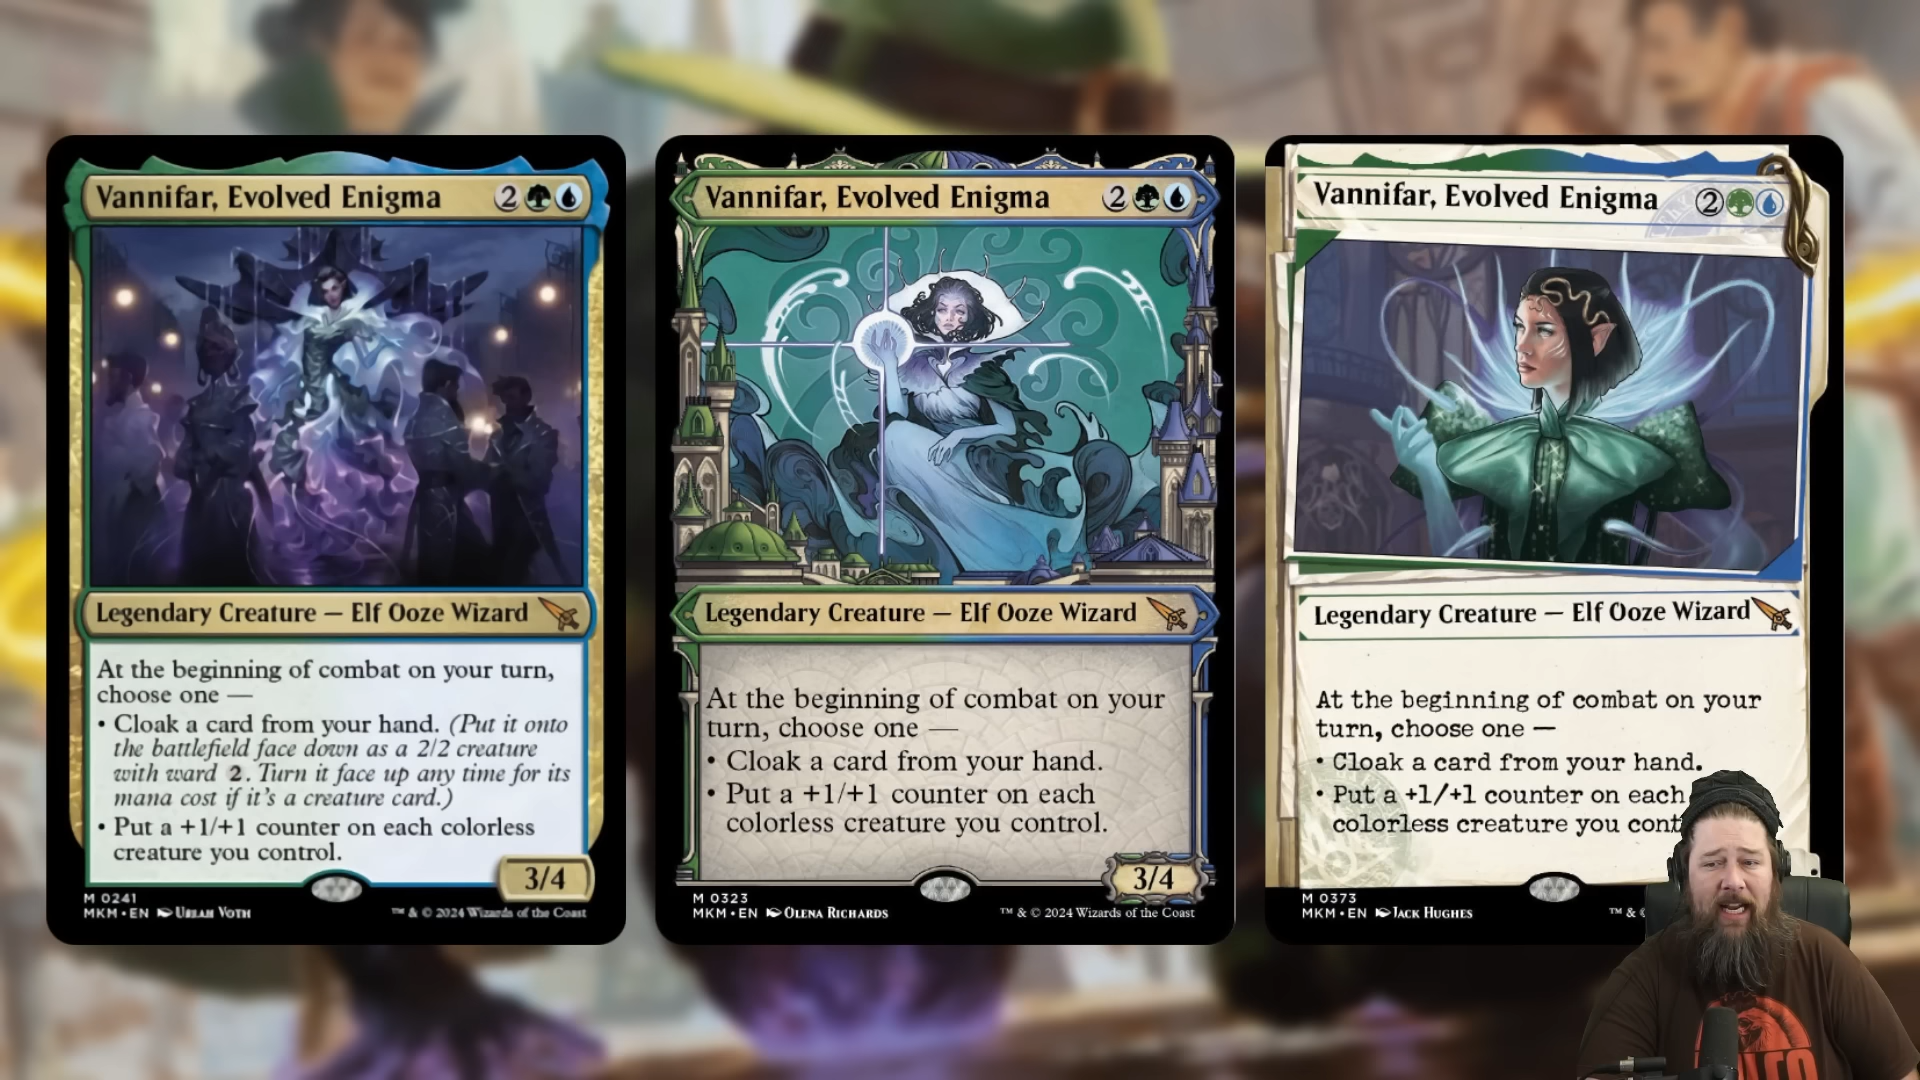 Vannifar, Evolved Enigma 2
Legendary Creature — Elf Ooze Wizard
At the beginning of combat on your turn,
choose one —
• Cloak a card from your hand. (Put it onto
the battlefield face down as a 2/2 creature
with ward 2. Turn it face up any time for its
mana cost if it's a creature card.)
• Put a +1/+1 counter on each colorless
creature you control.
3/4
M 0241
MKM • EN Uriah Voth
™ & © 2024 Wizards of the Coast
Vannifar, Evolved Enigma 2
Legendary Creature — Elf Ooze Wizard
At the beginning of combat on your
turn, choose one —
• Cloak a card from your hand.
• Put a +1/+1 counter on each
colorless creature you control.
3/4
M 0323
MKM • EN Olena Richards
™ & © 2024 Wizards of the Coast
Vannifar, Evolved Enigma 2
Legendary Creature — Elf Ooze Wizard
At the beginning of combat on your
turn, choose one —
• Cloak a card from your hand.
• Put a +1/+1 counter on each
colorless creature you cont
M 0373
MKM • EN Jack Hughes
™ &